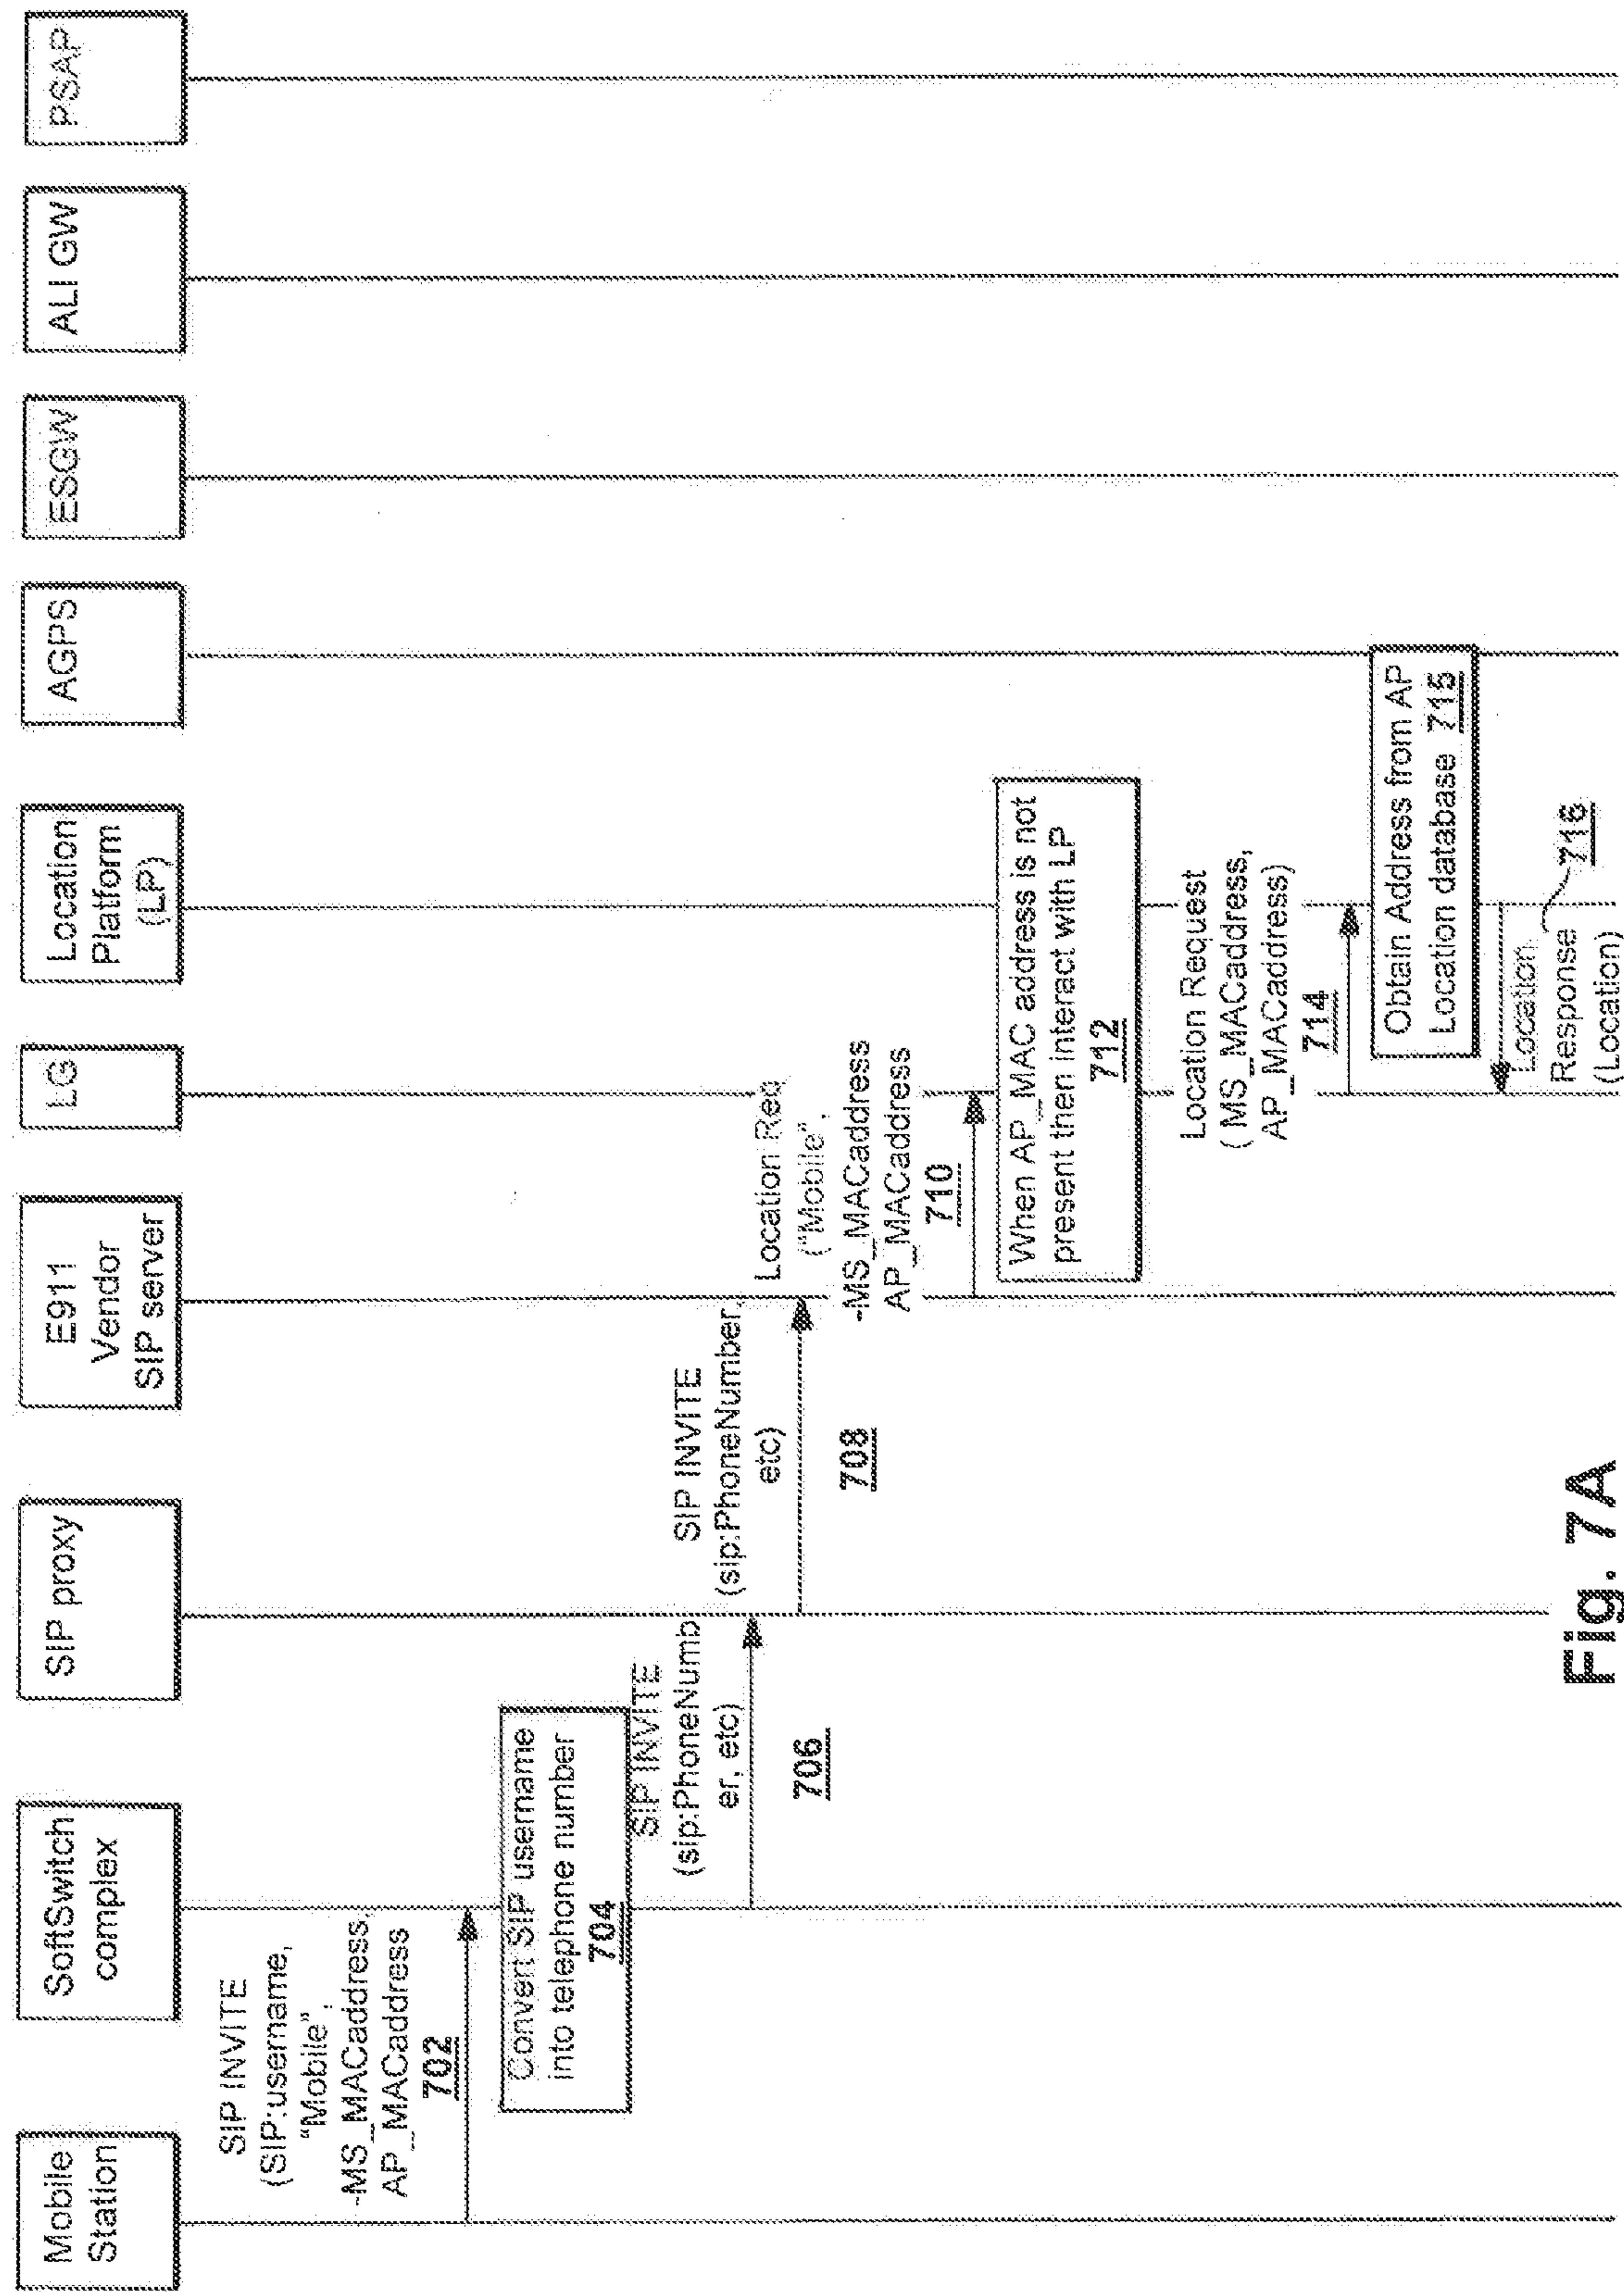 Mobile
Station
SoftSwitch
complex
SIP proxy
E911
Vendor
SIP server
LG
Location
Platform
(LP)
AGPS
ESGW
ALI GW
PSAP
SIP INVITE
(SIP:username,
"Mobile",
-MS_MACaddress,
AP_MACaddress
702
Convert SIP username
into telephone number
704
SIP INVITE
(sip:PhoneNumb
er, etc)
706
SIP INVITE
(sip:PhoneNumber,
etc)
708
Location Req
("Mobile",
-MS_MACaddress
AP_MACaddress
710
When AP_MAC address is not
present then interact with LP
712
Location Request
( MS_MACaddress,
AP_MACaddress)
714
Obtain Address from AP
Location database 715
Location
Response
(Location)
716
Fig. 7A